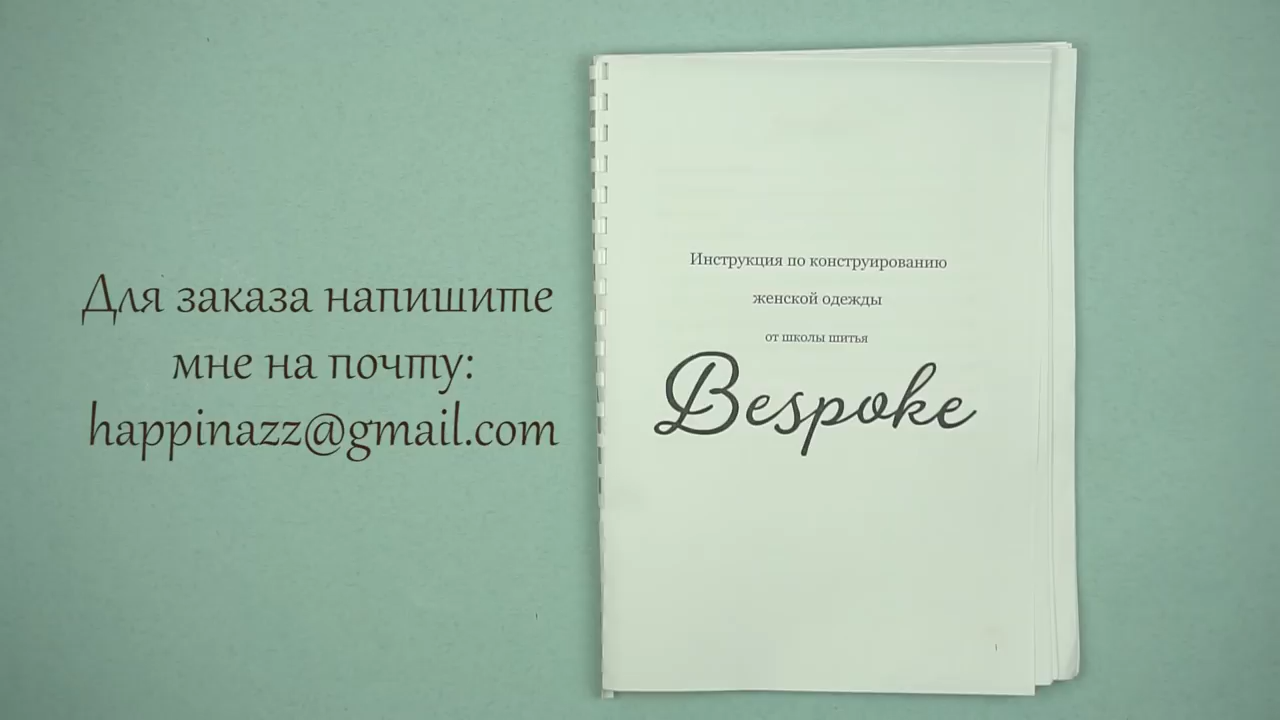 Для заказа напишите
мне на почту:
happinazz@gmail.com
Инструкция по конструированию
женской одежды
от школы шитья
Bespoke